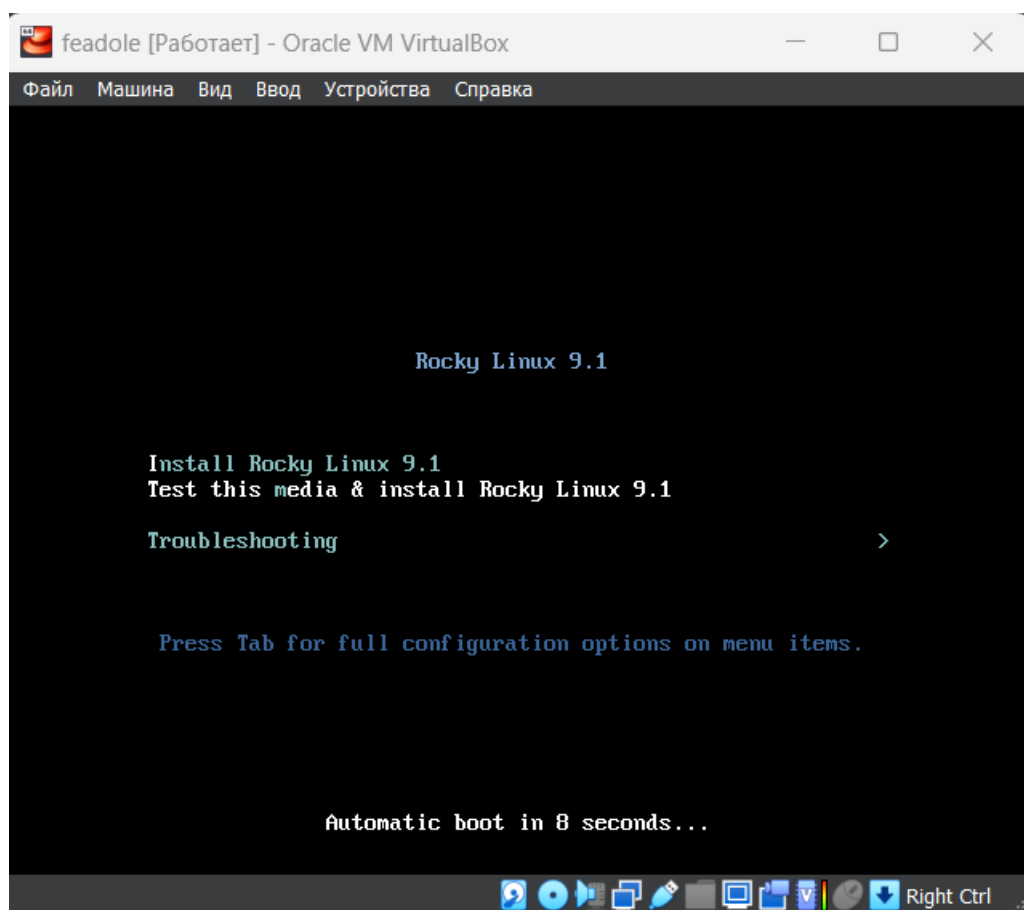 feadole [Работает] - Oracle VM VirtualBox
Файл Машина Вид Ввод Устройства Справка
Rocky Linux 9.1
Install Rocky Linux 9.1
Test this media & install Rocky Linux 9.1
Troubleshooting >
Press Tab for full configuration options on menu items.
Automatic boot in 8 seconds...
Right Ctrl